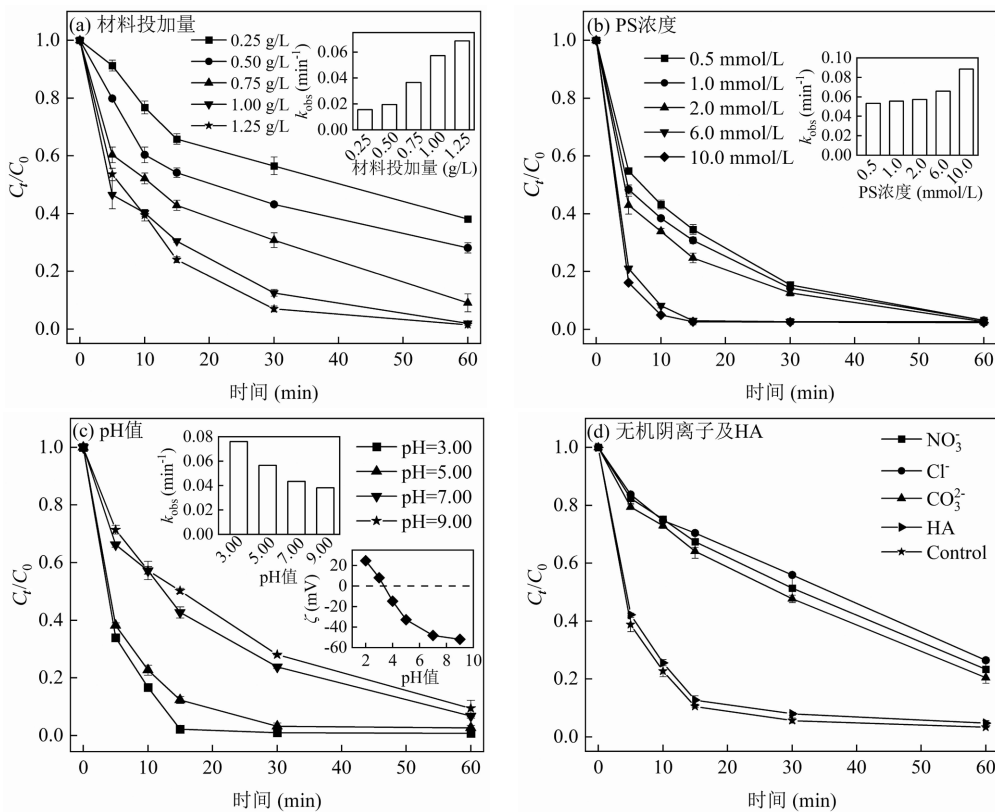 (a) 材料投加量
0.25 g/L
0.50 g/L
0.75 g/L
1.00 g/L
1.25 g/L
k_obs (min⁻¹)
0.06
0.04
0.02
0.00
0.25
0.50
0.75
1.00
1.25
材料投加量 (g/L)
C_t/C_0
1.0
0.8
0.6
0.4
0.2
0.0
0 10 20 30 40 50 60
时间 (min)
(b) PS浓度
0.5 mmol/L
1.0 mmol/L
2.0 mmol/L
6.0 mmol/L
10.0 mmol/L
k_obs (min⁻¹)
0.10
0.08
0.06
0.04
0.02
0.00
0.5
1.0
2.0
6.0
10.0
PS浓度 (mmol/L)
C_t/C_0
1.0
0.8
0.6
0.4
0.2
0.0
0 10 20 30 40 50 60
时间 (min)
(c) pH值
pH=3.00
pH=5.00
pH=7.00
pH=9.00
k_obs (min⁻¹)
0.08
0.06
0.04
0.02
0.00
3.00
5.00
7.00
9.00
pH值
ζ (mV)
40
20
0
-20
-40
-60
2 4 6 8 10
pH值
C_t/C_0
1.0
0.8
0.6
0.4
0.2
0.0
0 10 20 30 40 50 60
时间 (min)
(d) 无机阴离子及HA
NO₃⁻
Cl⁻
CO₃²⁻
HA
Control
C_t/C_0
1.0
0.8
0.6
0.4
0.2
0.0
0 10 20 30 40 50 60
时间 (min)